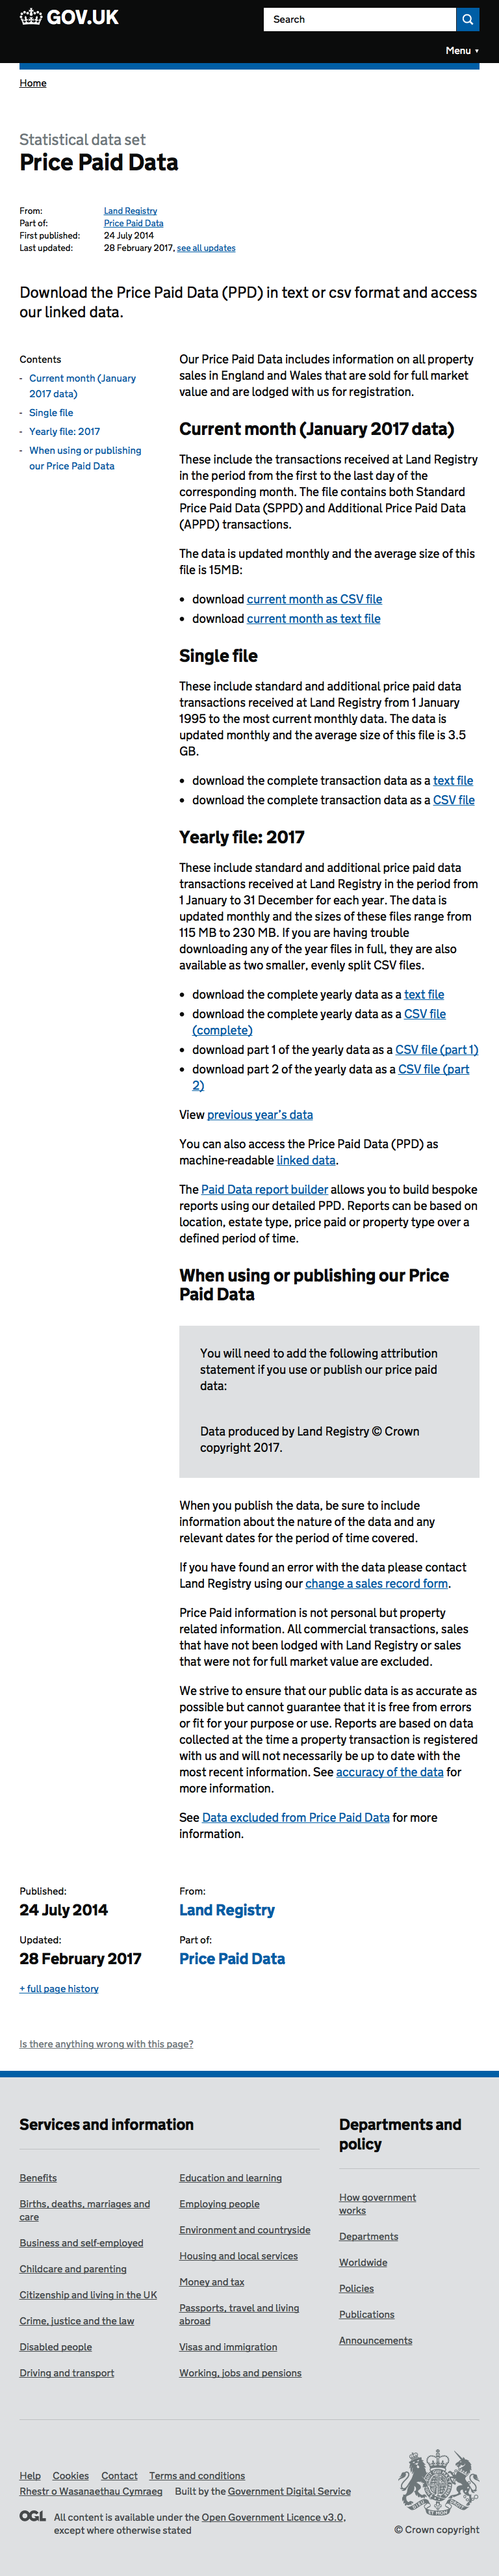 GOV.UK
Search
Menu ▼
Home
Statistical data set
Price Paid Data
From: Land Registry
Part of: Price Paid Data
First published: 24 July 2014
Last updated: 28 February 2017, see all updates
Download the Price Paid Data (PPD) in text or csv format and access
our linked data.
Contents
- Current month (January
2017 data)
- Single file
- Yearly file: 2017
- When using or publishing
our Price Paid Data
Our Price Paid Data includes information on all property
sales in England and Wales that are sold for full market
value and are lodged with us for registration.
Current month (January 2017 data)
These include the transactions received at Land Registry
in the period from the first to the last day of the
corresponding month. The file contains both Standard
Price Paid Data (SPPD) and Additional Price Paid Data
(APPD) transactions.
The data is updated monthly and the average size of this
file is 15MB:
• download current month as CSV file
• download current month as text file
Single file
These include standard and additional price paid data
transactions received at Land Registry from 1 January
1995 to the most current monthly data. The data is
updated monthly and the average size of this file is 3.5
GB.
• download the complete transaction data as a text file
• download the complete transaction data as a CSV file
Yearly file: 2017
These include standard and additional price paid data
transactions received at Land Registry in the period from
1 January to 31 December for each year. The data is
updated monthly and the sizes of these files range from
115 MB to 230 MB. If you are having trouble
downloading any of the year files in full, they are also
available as two smaller, evenly split CSV files.
• download the complete yearly data as a text file
• download the complete yearly data as a CSV file
(complete)
• download part 1 of the yearly data as a CSV file (part 1)
• download part 2 of the yearly data as a CSV file (part
2)
View previous year's data
You can also access the Price Paid Data (PPD) as
machine-readable linked data.
The Paid Data report builder allows you to build bespoke
reports using our detailed PPD. Reports can be based on
location, estate type, price paid or property type over a
defined period of time.
When using or publishing our Price
Paid Data
You will need to add the following attribution
statement if you use or publish our price paid
data:
Data produced by Land Registry © Crown
copyright 2017.
When you publish the data, be sure to include
information about the nature of the data and any
relevant dates for the period of time covered.
If you have found an error with the data please contact
Land Registry using our change a sales record form.
Price Paid information is not personal but property
related information. All commercial transactions, sales
that have not been lodged with Land Registry or sales
that were not for full market value are excluded.
We strive to ensure that our public data is as accurate as
possible but cannot guarantee that it is free from errors
or fit for your purpose or use. Reports are based on data
collected at the time a property transaction is registered
with us and will not necessarily be up to date with the
most recent information. See accuracy of the data for
more information.
See Data excluded from Price Paid Data for more
information.
Published:
24 July 2014
Updated:
28 February 2017
+ full page history
From:
Land Registry
Part of:
Price Paid Data
Is there anything wrong with this page?
Services and information
Benefits
Births, deaths, marriages and
care
Business and self-employed
Childcare and parenting
Citizenship and living in the UK
Crime, justice and the law
Disabled people
Driving and transport
Education and learning
Employing people
Environment and countryside
Housing and local services
Money and tax
Passports, travel and living
abroad
Visas and immigration
Working, jobs and pensions
Departments and
policy
How government
works
Departments
Worldwide
Policies
Publications
Announcements
Help Cookies Contact Terms and conditions
Rhestr o Wasanaethau Cymraeg Built by the Government Digital Service
OGL All content is available under the Open Government Licence v3.0,
except where otherwise stated
© Crown copyright